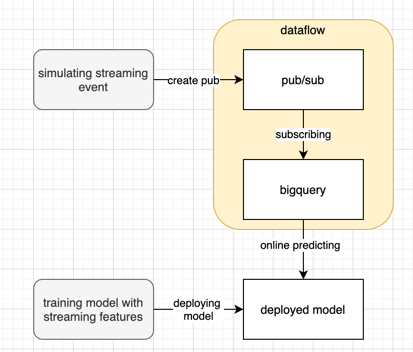 dataflow
simulating streaming
event
create pub
pub/sub
subscribing
bigquery
online predicting
training model with
streaming features
deploying
model
deployed model